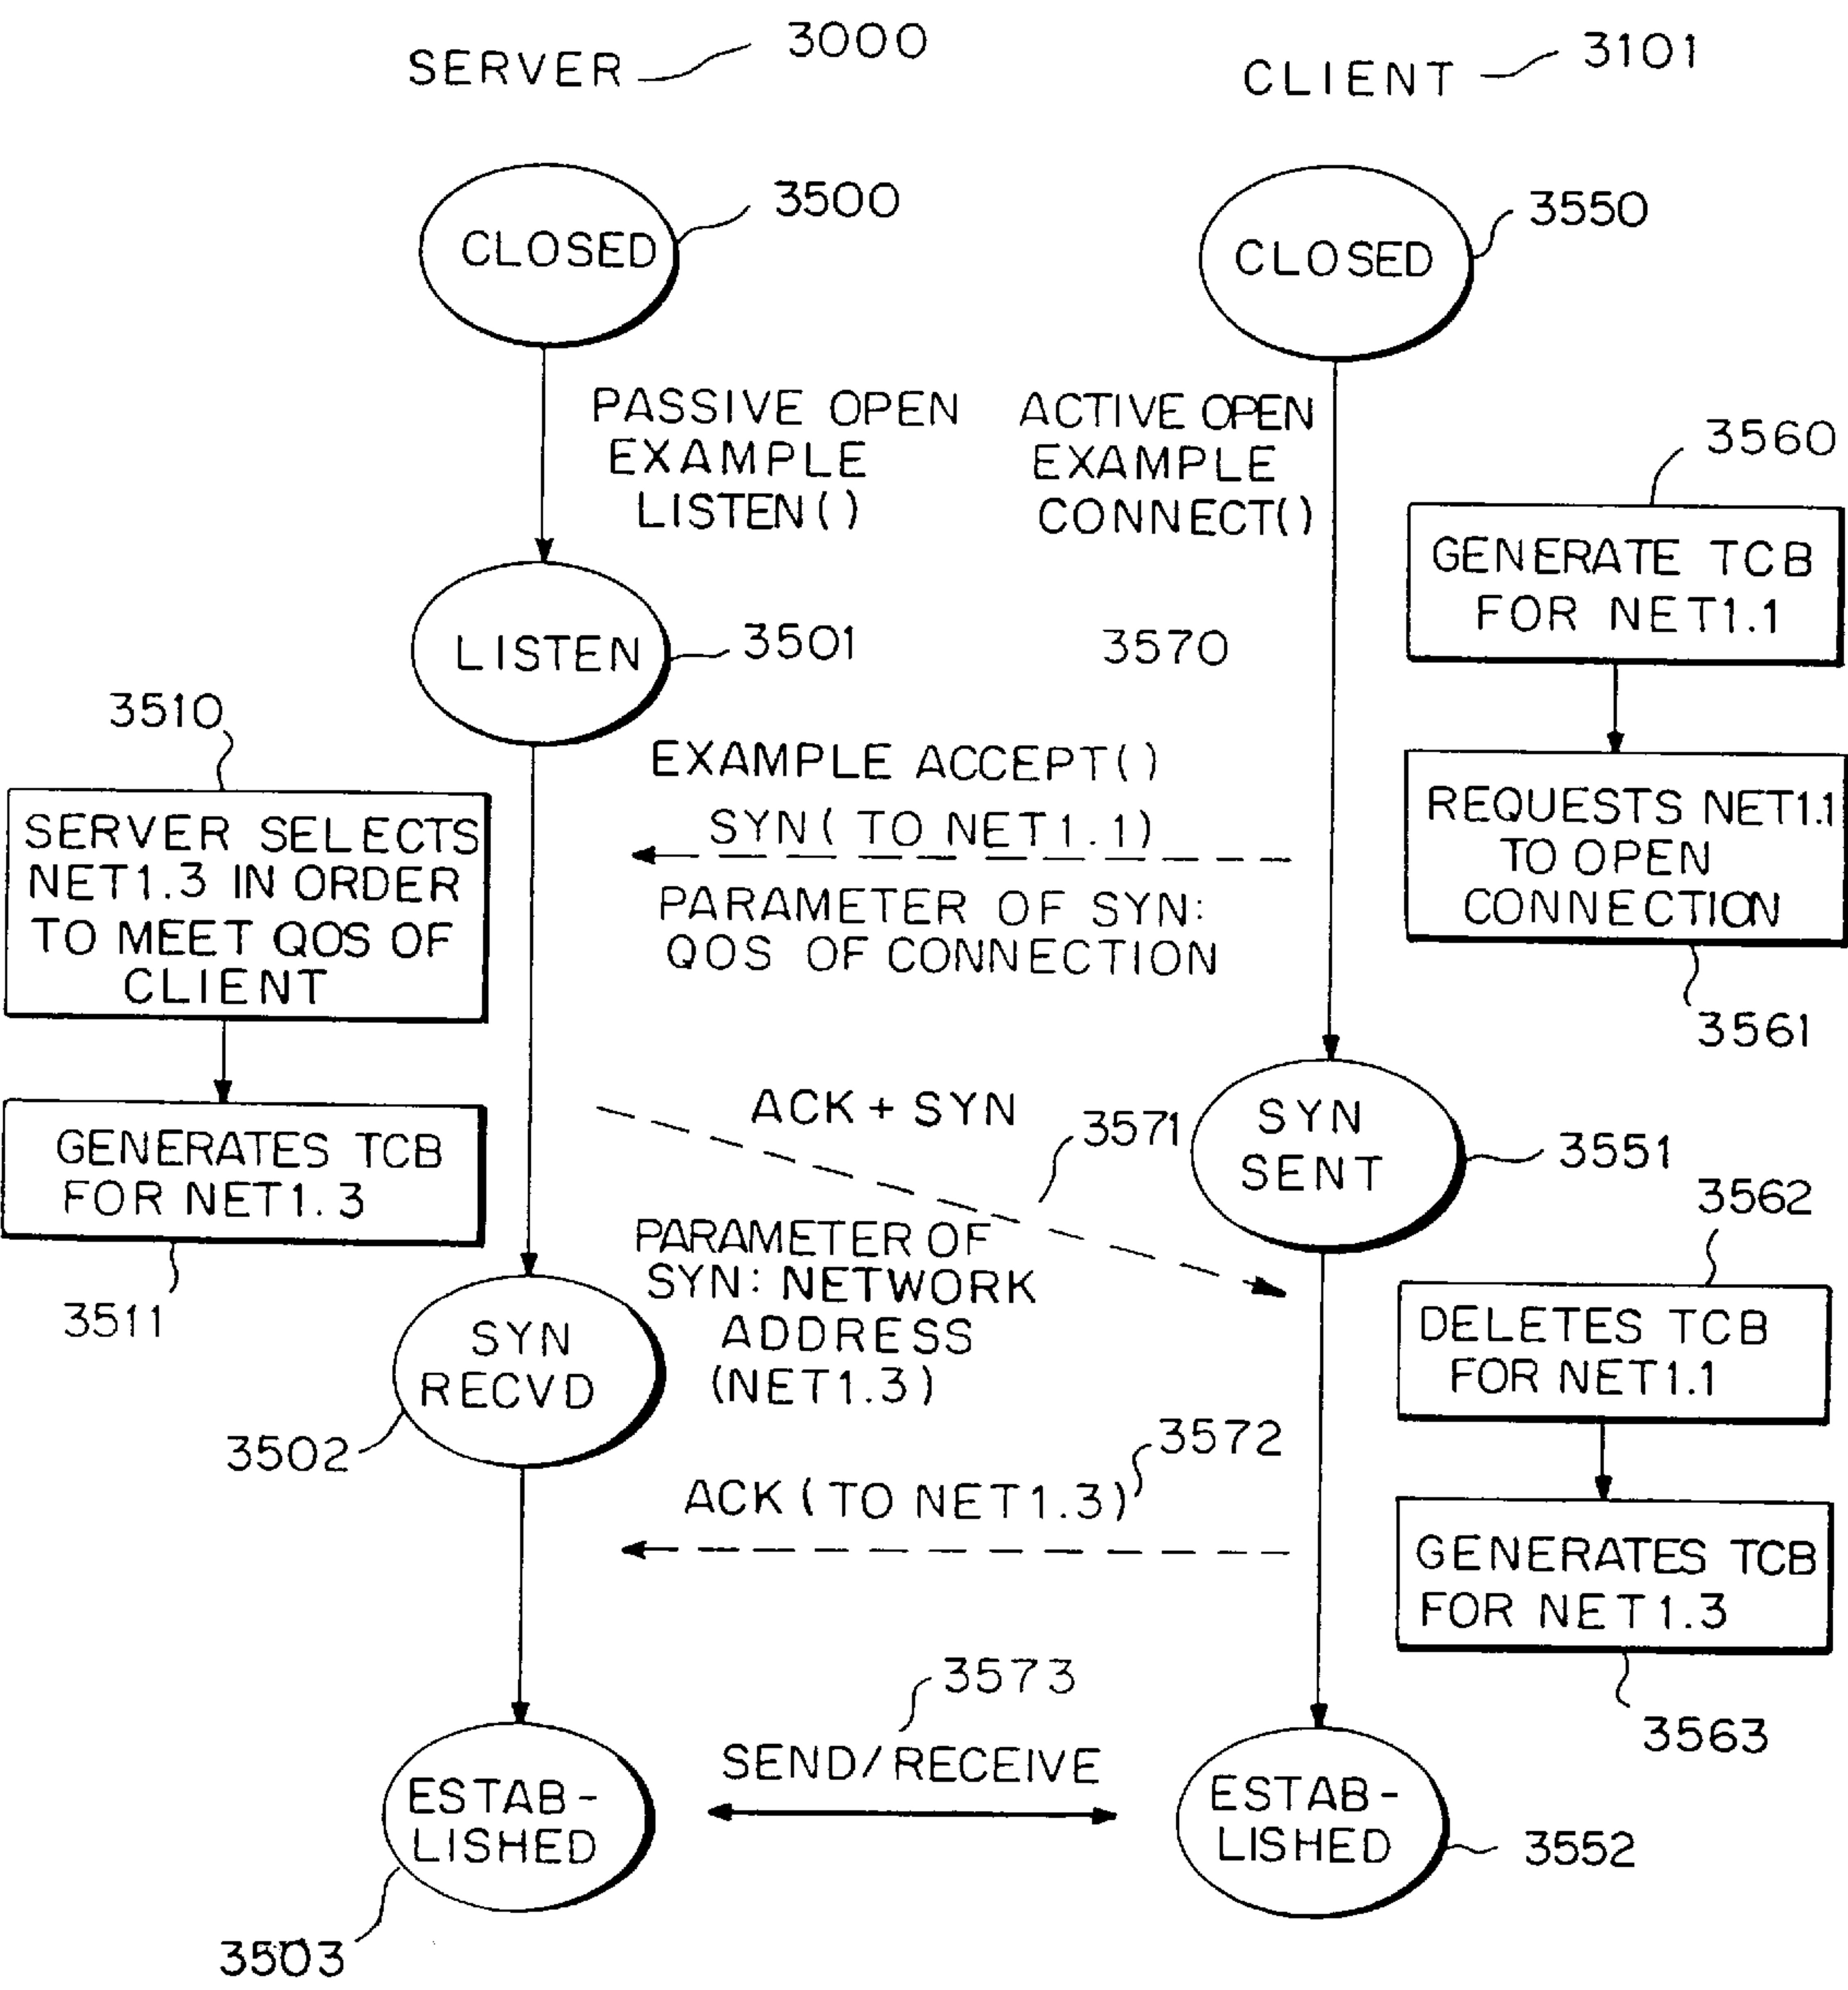 SERVER 3000
CLIENT 3101
CLOSED 3500
CLOSED 3550
PASSIVE OPEN
EXAMPLE
LISTEN()
ACTIVE OPEN
EXAMPLE
CONNECT()
3560
GENERATE TCB
FOR NET1.1
LISTEN 3501
3570
3510
SERVER SELECTS
NET1.3 IN ORDER
TO MEET QOS OF
CLIENT
EXAMPLE ACCEPT()
SYN( TO NET1.1)
PARAMETER OF SYN:
QOS OF CONNECTION
REQUESTS NET1.1
TO OPEN
CONNECTION
3561
GENERATES TCB
FOR NET1.3
3511
ACK + SYN
3571
SYN
SENT
3551
PARAMETER OF
SYN: NETWORK
ADDRESS
(NET1.3)
3562
DELETES TCB
FOR NET1.1
SYN
RECVD
3502
3572
ACK (TO NET1.3)
GENERATES TCB
FOR NET1.3
3563
3573
SEND/RECEIVE
ESTAB-
LISHED
3503
ESTAB-
LISHED
3552